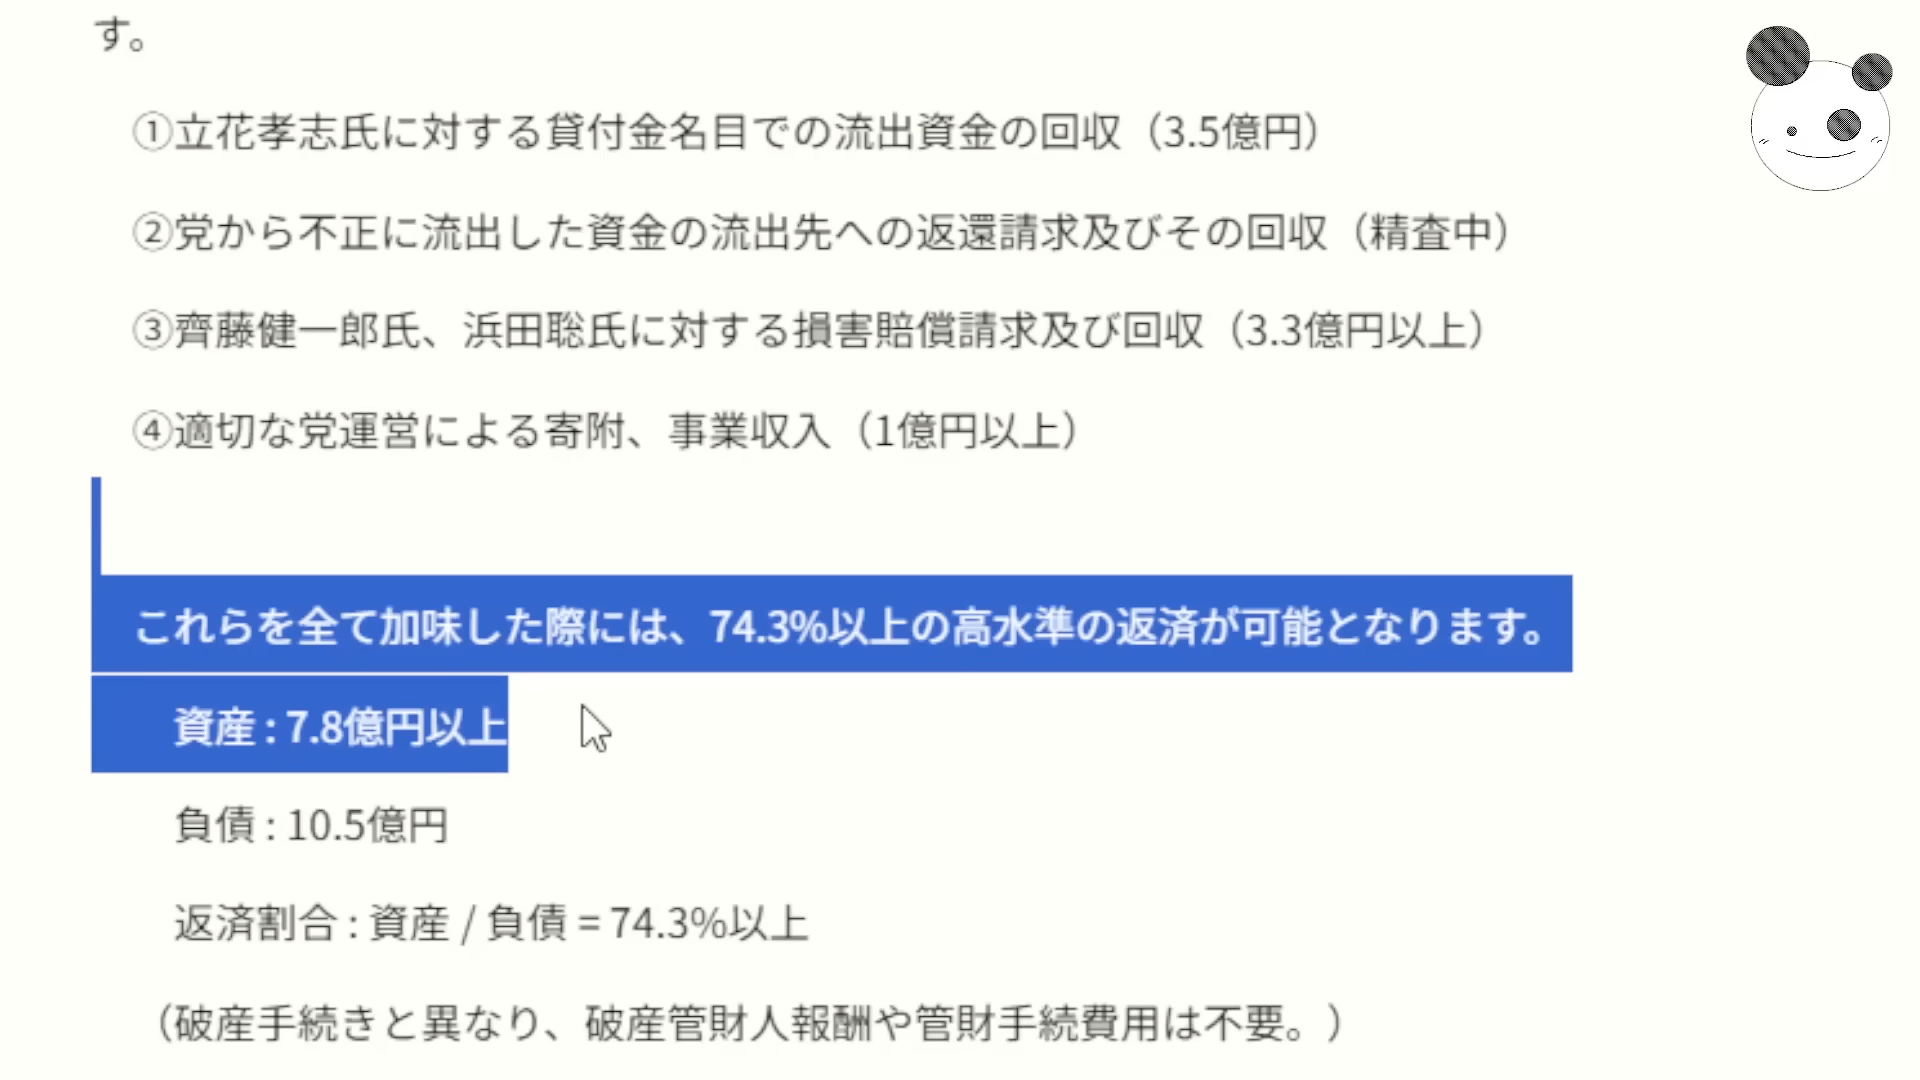 す。
①立花孝志氏に対する貸付金名目での流出資金の回収（3.5億円）
②党から不正に流出した資金の流出先への返還請求及びその回収（精査中）
③齊藤健一郎氏、浜田聡氏に対する損害賠償請求及び回収（3.3億円以上）
④適切な党運営による寄附、事業収入（1億円以上）
これらを全て加味した際には、74.3%以上の高水準の返済が可能となります。
資産 : 7.8億円以上
負債 : 10.5億円
返済割合 : 資産 / 負債 = 74.3%以上
（破産手続きと異なり、破産管財人報酬や管財手続費用は不要。）